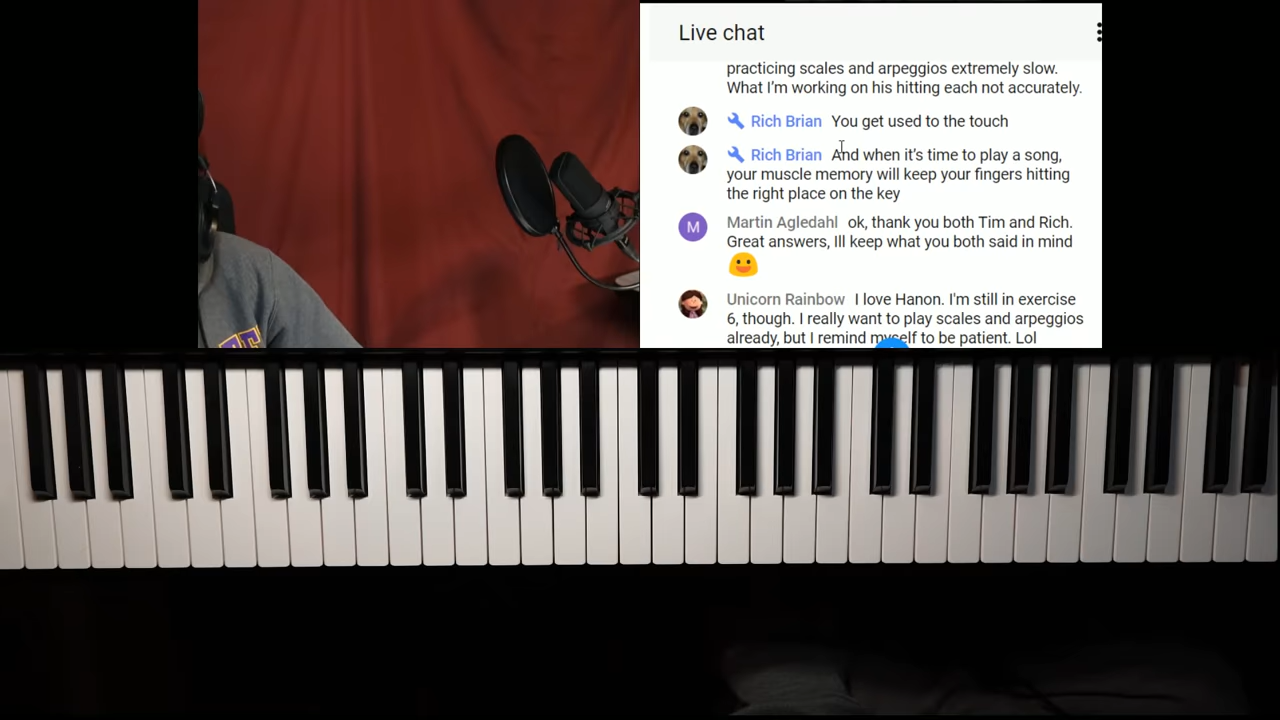 Live chat
practicing scales and arpeggios extremely slow.
What I'm working on his hitting each not accurately.
Rich Brian You get used to the touch
Rich Brian And when it's time to play a song,
your muscle memory will keep your fingers hitting
the right place on the key
M Martin Agledahl ok, thank you both Tim and Rich.
Great answers, Ill keep what you both said in mind
Unicorn Rainbow I love Hanon. I'm still in exercise
6, though. I really want to play scales and arpeggios
already, but I remind myself to be patient. Lol